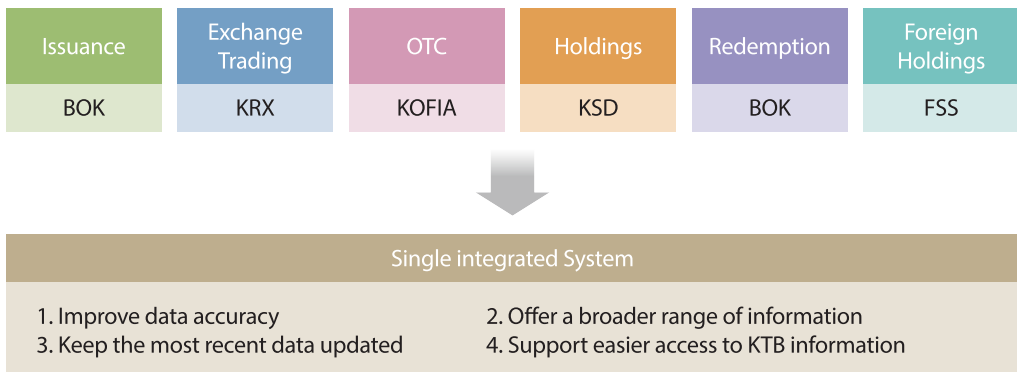 Issuance
BOK
Exchange
Trading
KRX
OTC
KOFIA
Holdings
KSD
Redemption
BOK
Foreign
Holdings
FSS
Single integrated System
1. Improve data accuracy
2. Offer a broader range of information
3. Keep the most recent data updated
4. Support easier access to KTB information